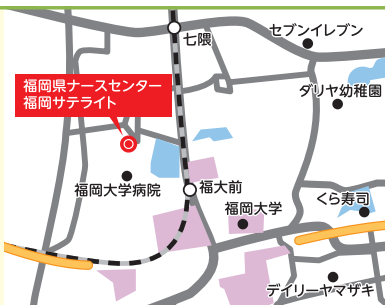 セブンイレブン
七隈
福岡県ナースセンター
福岡サテライト
ダリヤ幼稚園
福岡大学病院
福大前
くら寿司
福岡大学
デイリーヤマザキ